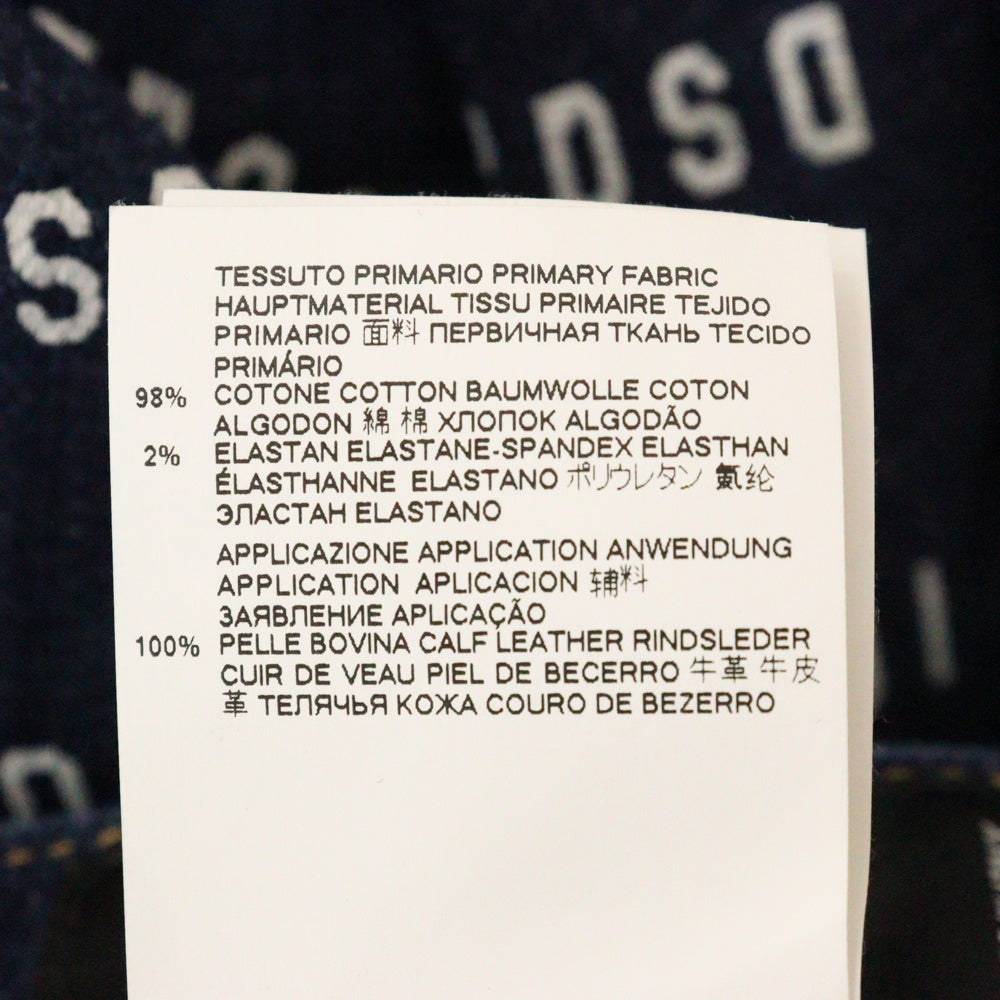 DSD
S
TESSUTO PRIMARIO PRIMARY FABRIC
HAUPTMATERIAL TISSU PRIMAIRE TEJIDO
PRIMARIO 面料 ПЕРВИЧНАЯ ТКАНЬ TECIDO
PRIMÁRIO
98% COTONE COTTON BAUMWOLLE COTON
ALGODON 綿 棉 ХЛОПОК ALGODÃO
2% ELASTAN ELASTANE-SPANDEX ELASTHAN
ÉLASTHANNE ELASTANO ポリウレタン 氨纶
ЭЛАСТАН ELASTANO
APPLICAZIONE APPLICATION ANWENDUNG
APPLICATION APLICACION 辅料
ЗАЯВЛЕНИЕ APLICAÇÃO
100% PELLE BOVINA CALF LEATHER RINDSLEDER
CUIR DE VEAU PIEL DE BECERRO 牛革 牛皮
革 ТЕЛЯЧЬЯ КОЖА COURO DE BEZERRO